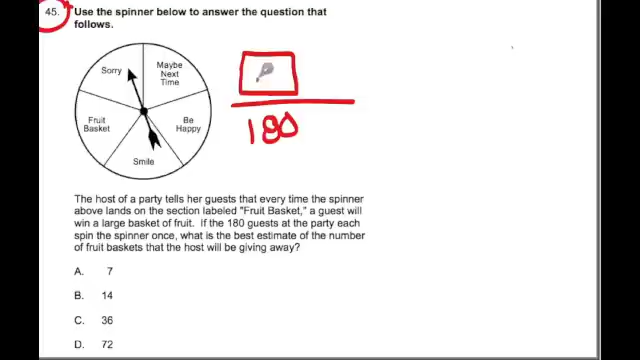 45. Use the spinner below to answer the question that
follows.
Sorry
Maybe
Next
Time
Fruit
Basket
Be
Happy
Smile
180
The host of a party tells her guests that every time the spinner
above lands on the section labeled "Fruit Basket," a guest will
win a large basket of fruit. If the 180 guests at the party each
spin the spinner once, what is the best estimate of the number
of fruit baskets that the host will be giving away?
A. 7
B. 14
C. 36
D. 72